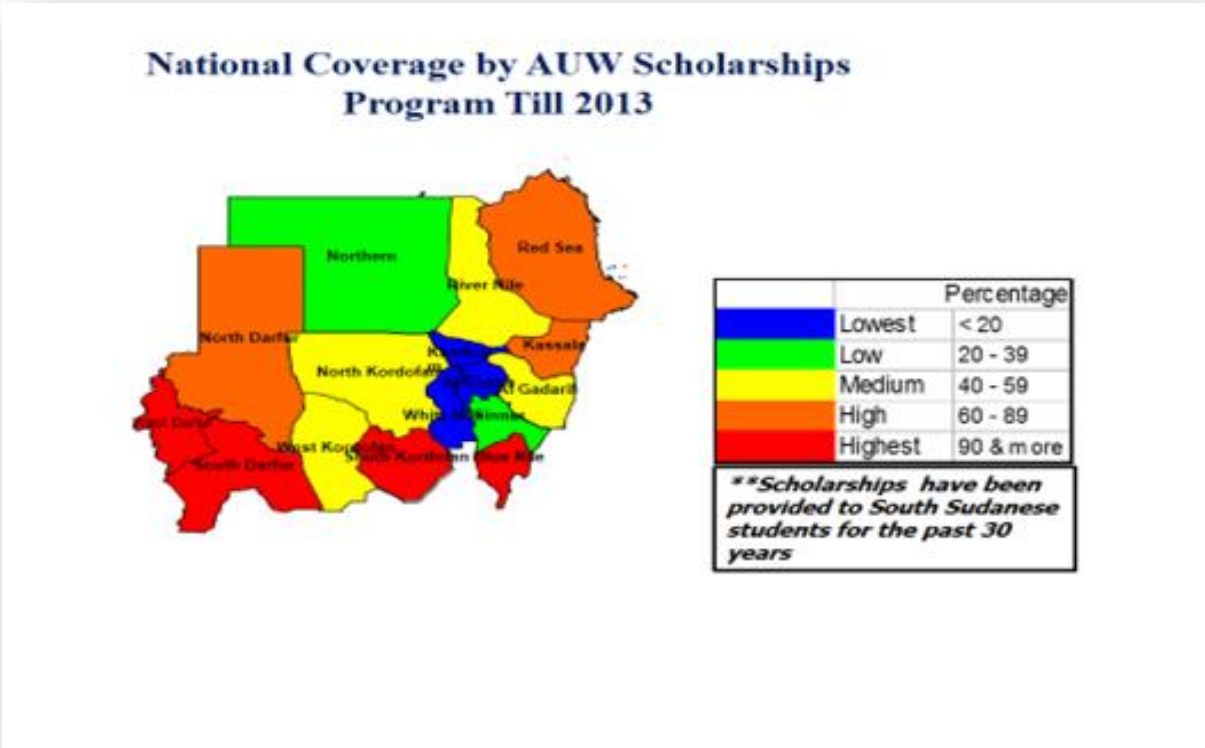 National Coverage by AUW Scholarships
Program Till 2013
Red Sea
Northern
River Nile
North Darfur
Kassala
North Kordofan
Al Gadarif
White
Sinnar
West Kordofan
South Kordofan
Blue Nile
South Darfur
Percentage
Lowest < 20
Low 20 - 39
Medium 40 - 59
High 60 - 89
Highest 90 & more
**Scholarships have been
provided to South Sudanese
students for the past 30
years